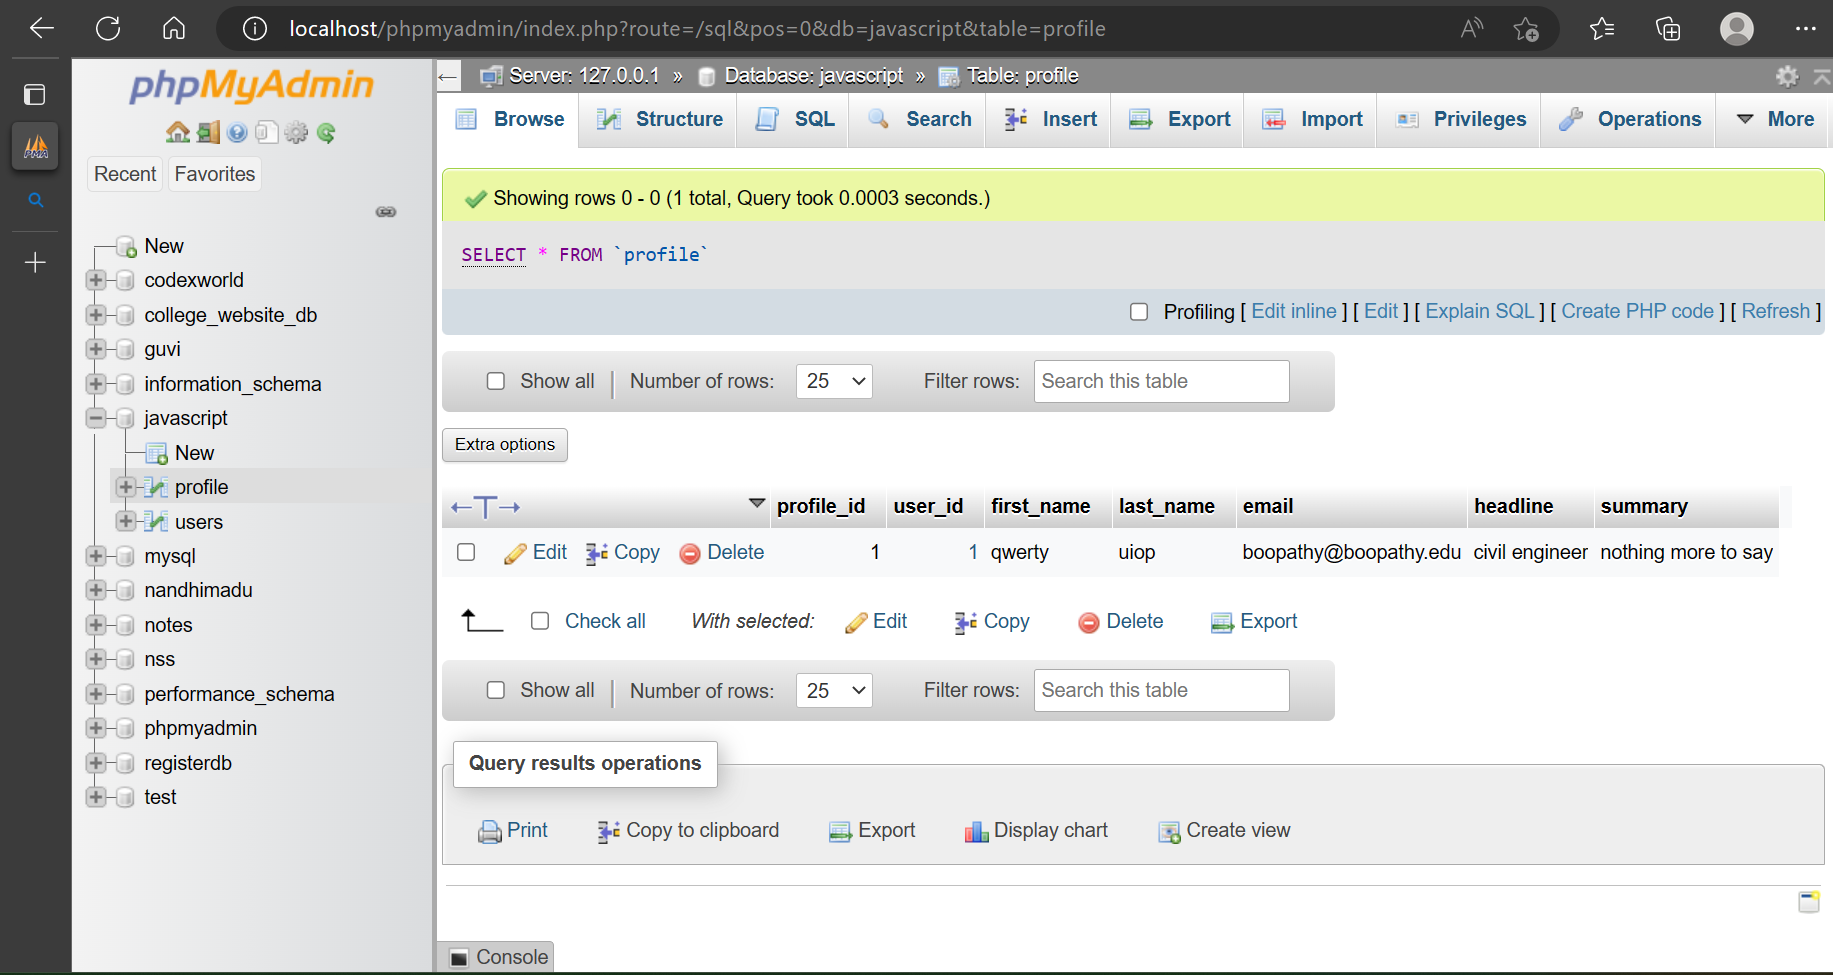 localhost/phpmyadmin/index.php?route=/sql&pos=0&db=javascript&table=profile
phpMyAdmin
Recent Favorites
New
codexworld
college_website_db
guvi
information_schema
javascript
New
profile
users
mysql
nandhimadu
notes
nss
performance_schema
phpmyadmin
registerdb
test
Server: 127.0.0.1 » Database: javascript » Table: profile
Browse Structure SQL Search Insert Export Import Privileges Operations More
Showing rows 0 - 0 (1 total, Query took 0.0003 seconds.)
SELECT * FROM `profile`
Profiling [ Edit inline ] [ Edit ] [ Explain SQL ] [ Create PHP code ] [ Refresh ]
Show all Number of rows: 25 Filter rows: Search this table
Extra options
profile_id user_id first_name last_name email headline summary
Edit Copy Delete 1 1 qwerty uiop boopathy@boopathy.edu civil engineer nothing more to say
Check all With selected: Edit Copy Delete Export
Show all Number of rows: 25 Filter rows: Search this table
Query results operations
Print Copy to clipboard Export Display chart Create view
Console